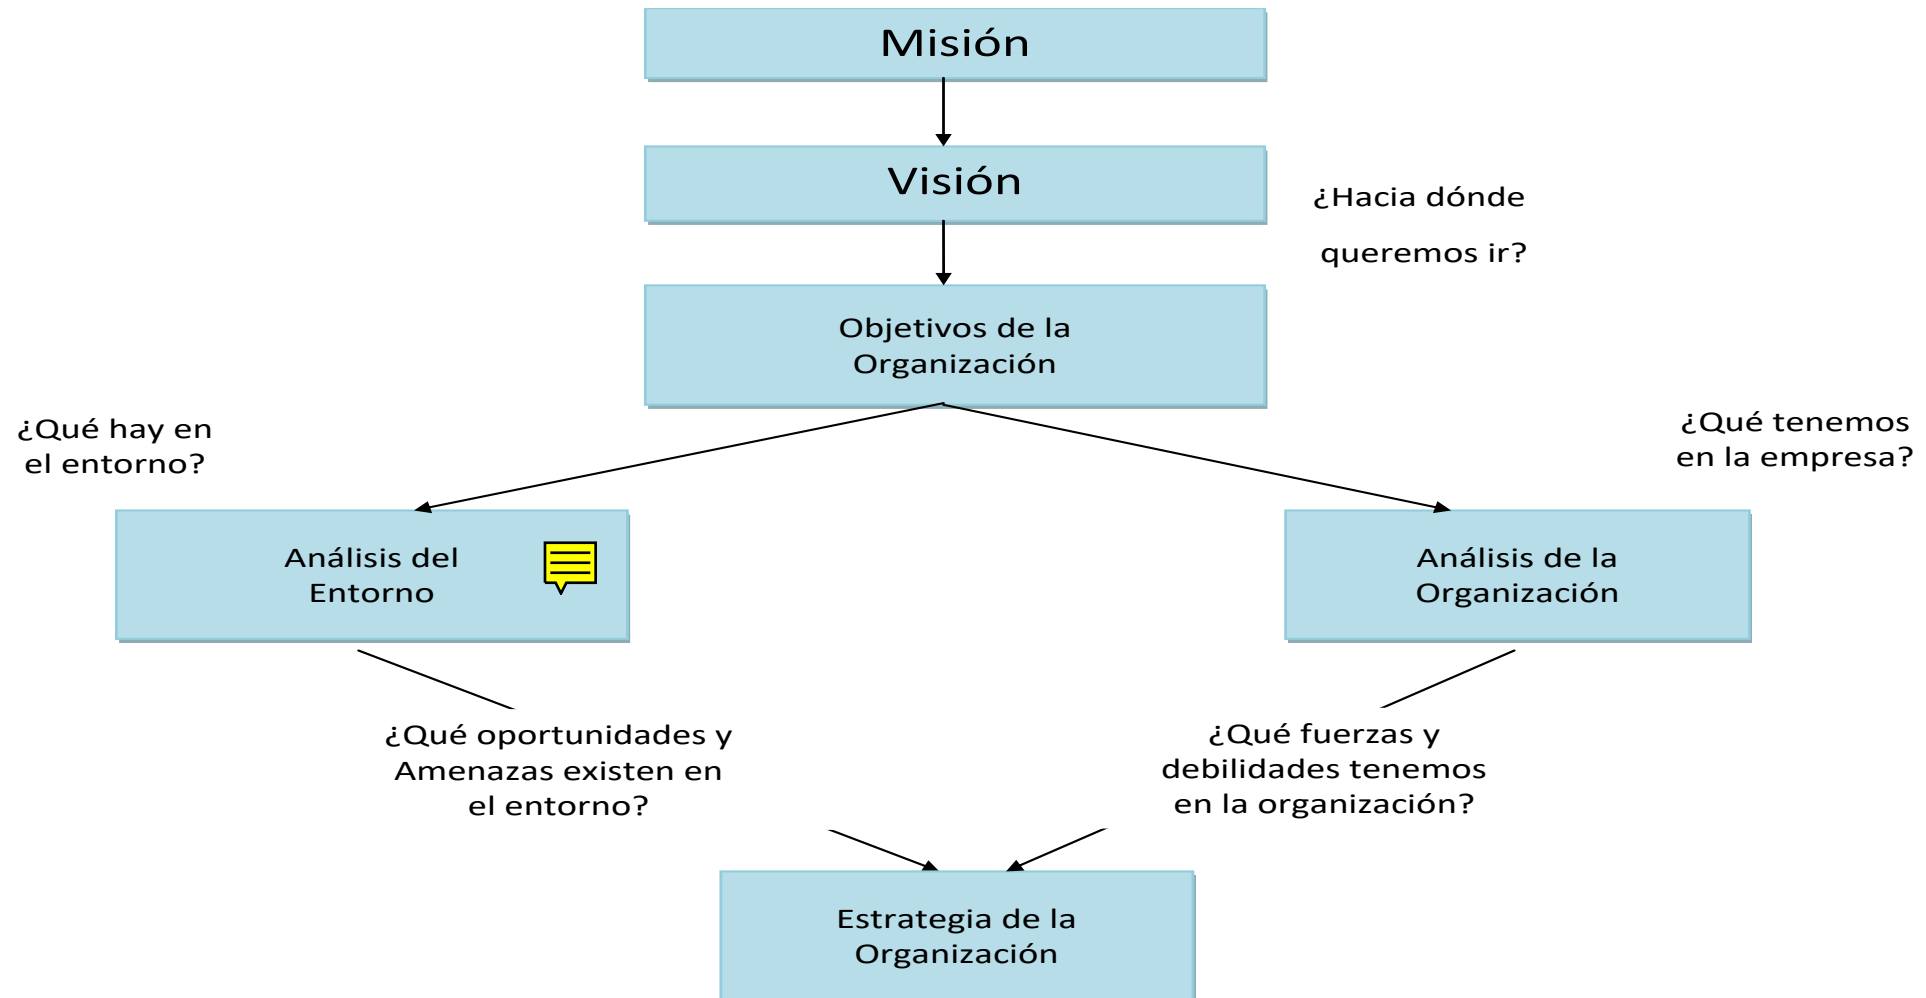 Misión
Visión
¿Hacia dónde
queremos ir?
Objetivos de la
Organización
¿Qué hay en
el entorno?
¿Qué tenemos
en la empresa?
Análisis del
Entorno
Análisis de la
Organización
¿Qué oportunidades y
Amenazas existen en
el entorno?
¿Qué fuerzas y
debilidades tenemos
en la organización?
Estrategia de la
Organización